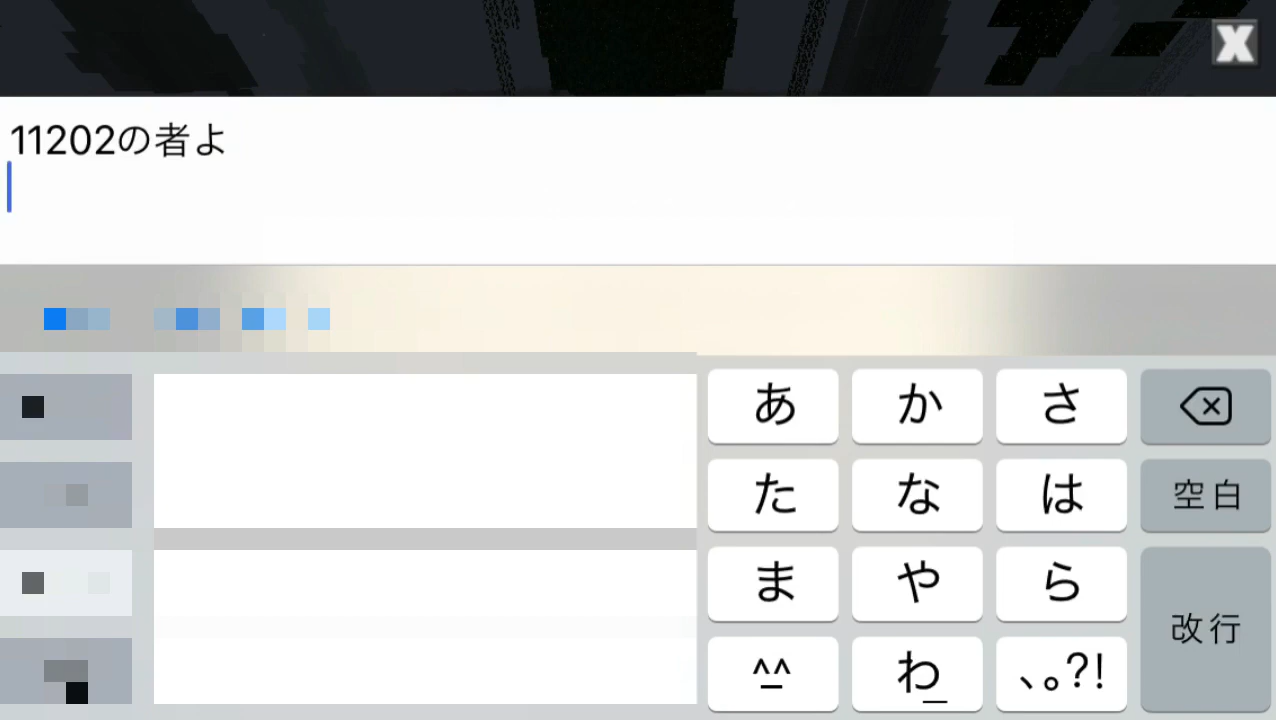 11202の者よ
あ か さ
た な は 空白
ま や ら
改行
^^ わ 、。?!